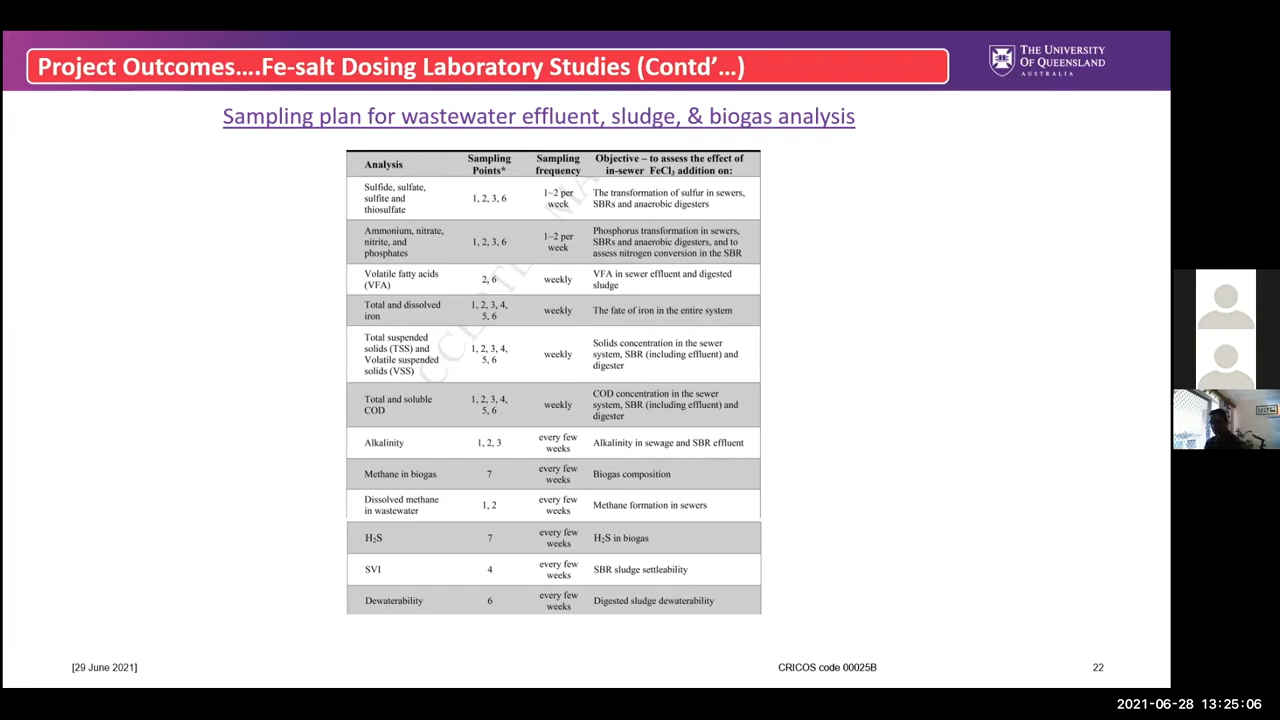 Project Outcomes....Fe-salt Dosing Laboratory Studies (Contd'...)
THE UNIVERSITY
OF QUEENSLAND
AUSTRALIA
Sampling plan for wastewater effluent, sludge, & biogas analysis
Analysis Sampling Points* Sampling frequency Objective – to assess the effect of in-sewer FeCl₃ addition on:
Sulfide, sulfate, sulfite and thiosulfate 1, 2, 3, 6 1~2 per week The transformation of sulfur in sewers, SBRs and anaerobic digesters
Ammonium, nitrate, nitrite, and phosphates 1, 2, 3, 6 1~2 per week Phosphorus transformation in sewers, SBRs and anaerobic digesters, and to assess nitrogen conversion in the SBR
Volatile fatty acids (VFA) 2, 6 weekly VFA in sewer effluent and digested sludge
Total and dissolved iron 1, 2, 3, 4, 5, 6 weekly The fate of iron in the entire system
Total suspended solids (TSS) and Volatile suspended solids (VSS) 1, 2, 3, 4, 5, 6 weekly Solids concentration in the sewer system, SBR (including effluent) and digester
Total and soluble COD 1, 2, 3, 4, 5, 6 weekly COD concentration in the sewer system, SBR (including effluent) and digester
Alkalinity 1, 2, 3 every few weeks Alkalinity in sewage and SBR effluent
Methane in biogas 7 every few weeks Biogas composition
Dissolved methane in wastewater 1, 2 every few weeks Methane formation in sewers
H₂S 7 every few weeks H₂S in biogas
SVI 4 every few weeks SBR sludge settleability
Dewaterability 6 every few weeks Digested sludge dewaterability
[29 June 2021] CRICOS code 00025B 22
2021-06-28 13:25:06